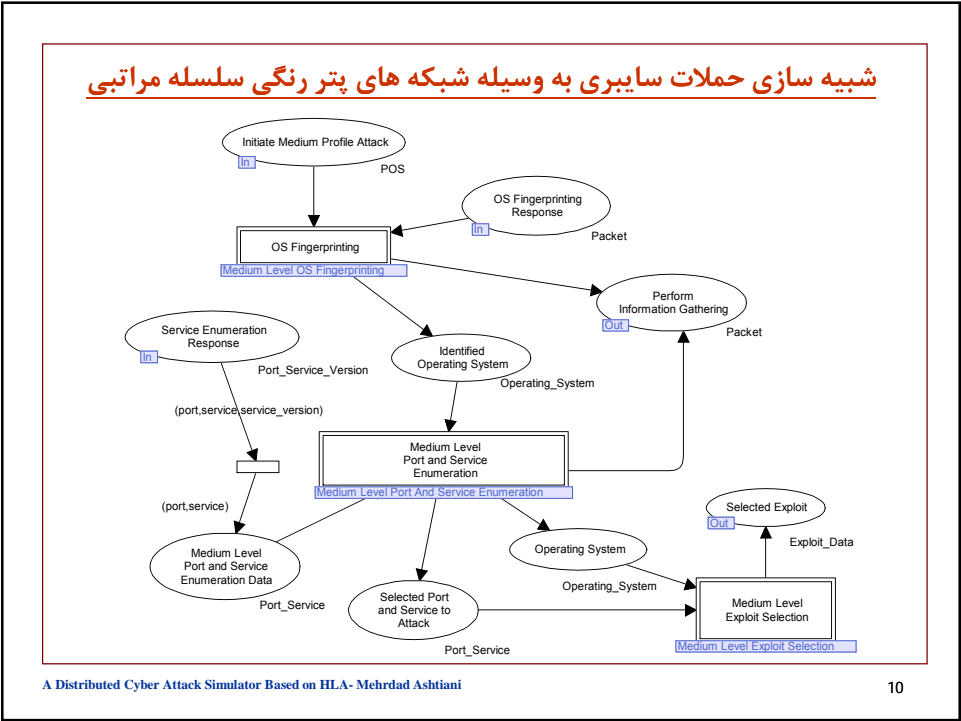 شبیه سازی حملات سایبری به وسیله شبکه های پتر رنگی سلسله مراتبی
Initiate Medium Profile Attack
In
POS
OS Fingerprinting
Response
In
Packet
OS Fingerprinting
Medium Level OS Fingerprinting
Perform
Information Gathering
Out
Packet
Service Enumeration
Response
In
Port_Service_Version
Identified
Operating System
Operating_System
(port,service,service_version)
Medium Level
Port and Service
Enumeration
Medium Level Port And Service Enumeration
(port,service)
Selected Exploit
Out
Exploit_Data
Medium Level
Port and Service
Enumeration Data
Port_Service
Operating System
Operating_System
Selected Port
and Service to
Attack
Port_Service
Medium Level
Exploit Selection
Medium Level Exploit Selection
A Distributed Cyber Attack Simulator Based on HLA- Mehrdad Ashtiani
10